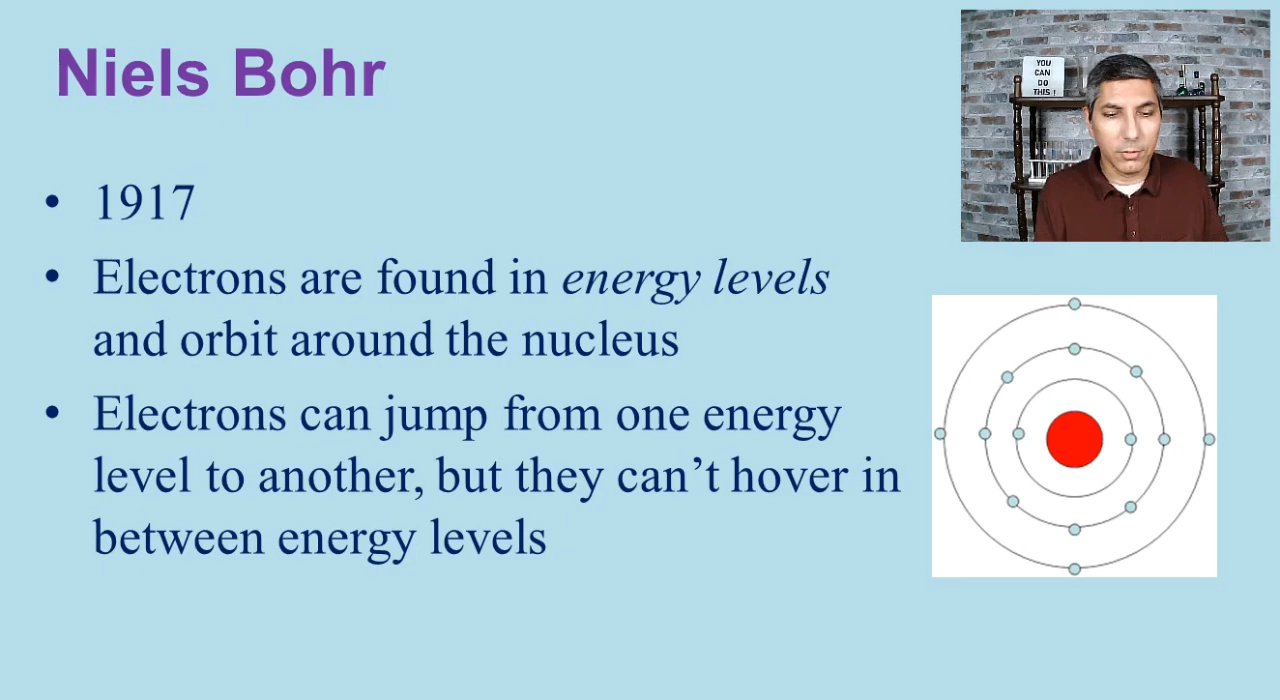 Niels Bohr
YOU
CAN
DO
THIS !
• 1917
• Electrons are found in energy levels
and orbit around the nucleus
• Electrons can jump from one energy
level to another, but they can’t hover in
between energy levels